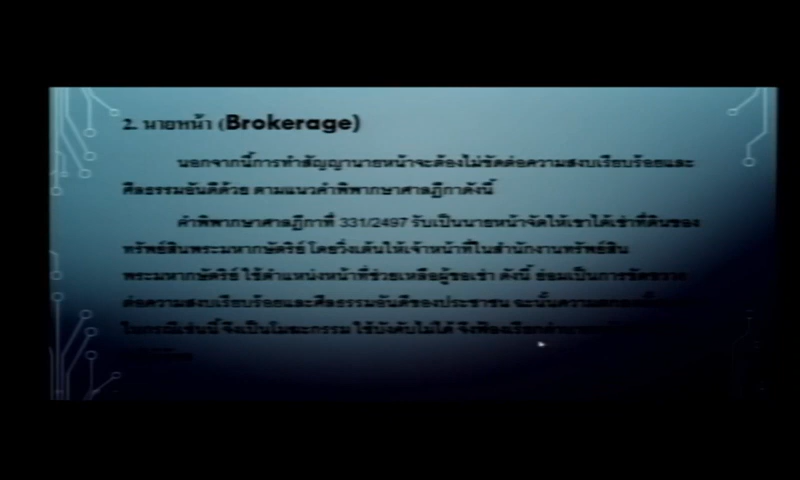 2. นายหน้า (Brokerage)
นอกจากนี้การทำสัญญานายหน้าจะต้องไม่ขัดต่อความสงบเรียบร้อยและ
ศีลธรรมอันดีด้วย ตามแนวคำพิพากษาศาลฎีกาดังนี้
คำพิพากษาศาลฎีกาที่ 331/2497 รับเป็นนายหน้าจัดให้เขาได้เช่าที่ดินของ
ทรัพย์สินพระมหากษัตริย์ โดยวิ่งเต้นให้เจ้าหน้าที่ในสำนักงานทรัพย์สิน
พระมหากษัตริย์ ใช้ตำแหน่งหน้าที่ช่วยเหลือผู้ขอเช่า ดังนี้ ย่อมเป็นการขัดขวาง
ต่อความสงบเรียบร้อยและศีลธรรมอันดีของประชาชน ฉะนั้นความตกลง
ในกรณีเช่นนี้ จึงเป็นโมฆะกรรม ใช้บังคับไม่ได้ จึงฟ้องเรียก